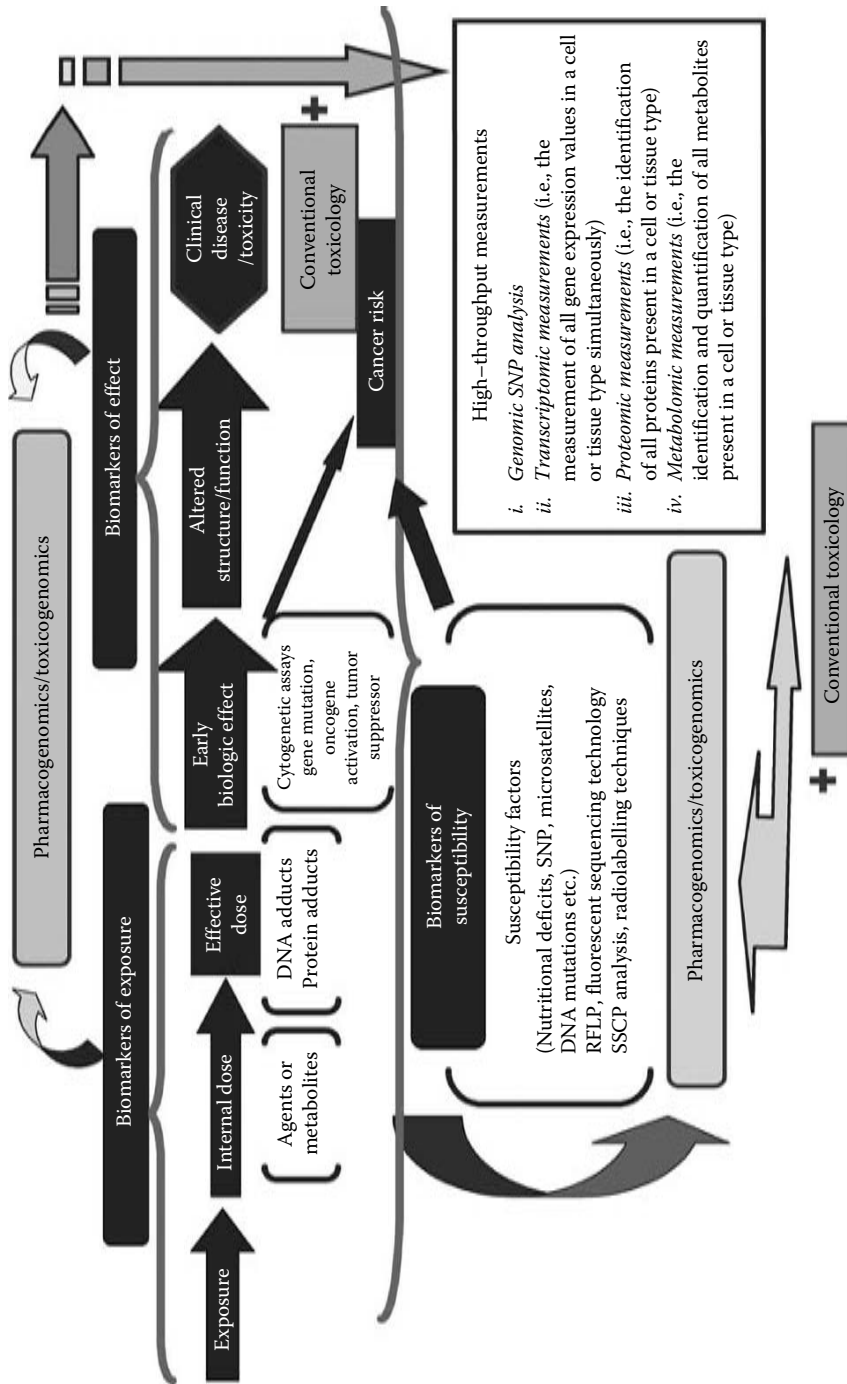 Pharmacogenomics/toxicogenomics
Biomarkers of exposure
Biomarkers of effect
Exposure
Internal dose
Effective
dose
Early
biologic effect
Altered
structure/function
Clinical
disease
/toxicity
Agents or
metabolites
DNA adducts
Protein adducts
Cytogenetic assays
gene mutation,
oncogene
activation, tumor
suppressor
Conventional
toxicology
+
Cancer risk
Biomarkers of
susceptibility
Susceptibility factors
(Nutritional deficits, SNP, microsatellites,
DNA mutations etc.)
RFLP, fluorescent sequencing technology
SSCP analysis, radiolabelling techniques
High–throughput measurements
i. Genomic SNP analysis
ii. Transcriptomic measurements (i.e., the
measurement of all gene expression values in a cell
or tissue type simultaneously)
iii. Proteomic measurements (i.e., the identification
of all proteins present in a cell or tissue type)
iv. Metabolomic measurements (i.e., the
identification and quantification of all metabolites
present in a cell or tissue type)
Pharmacogenomics/toxicogenomics
+
Conventional toxicology